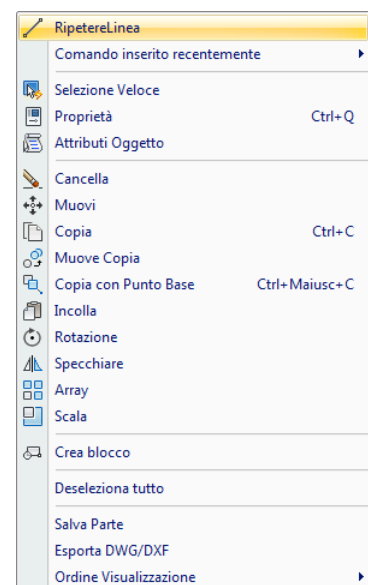 RipetereLinea
Comando inserito recentemente
Selezione Veloce
Proprietà Ctrl+Q
Attributi Oggetto
Cancella
Muovi
Copia Ctrl+C
Muove Copia
Copia con Punto Base Ctrl+Maiusc+C
Incolla
Rotazione
Specchiare
Array
Scala
Crea blocco
Deseleziona tutto
Salva Parte
Esporta DWG/DXF
Ordine Visualizzazione